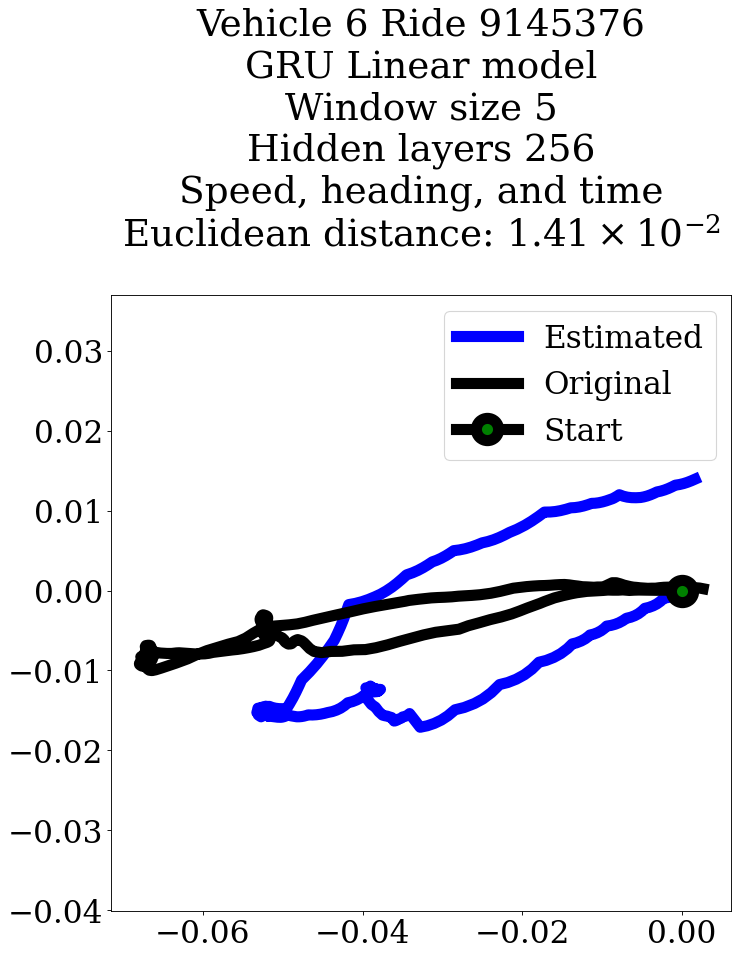 Vehicle 6 Ride 9145376
GRU Linear model
Window size 5
Hidden layers 256
Speed, heading, and time
Euclidean distance: 1.41 × 10⁻²
Estimated
Original
Start
0.03
0.02
0.01
0.00
−0.01
−0.02
−0.03
−0.04
−0.06
−0.04
−0.02
0.00